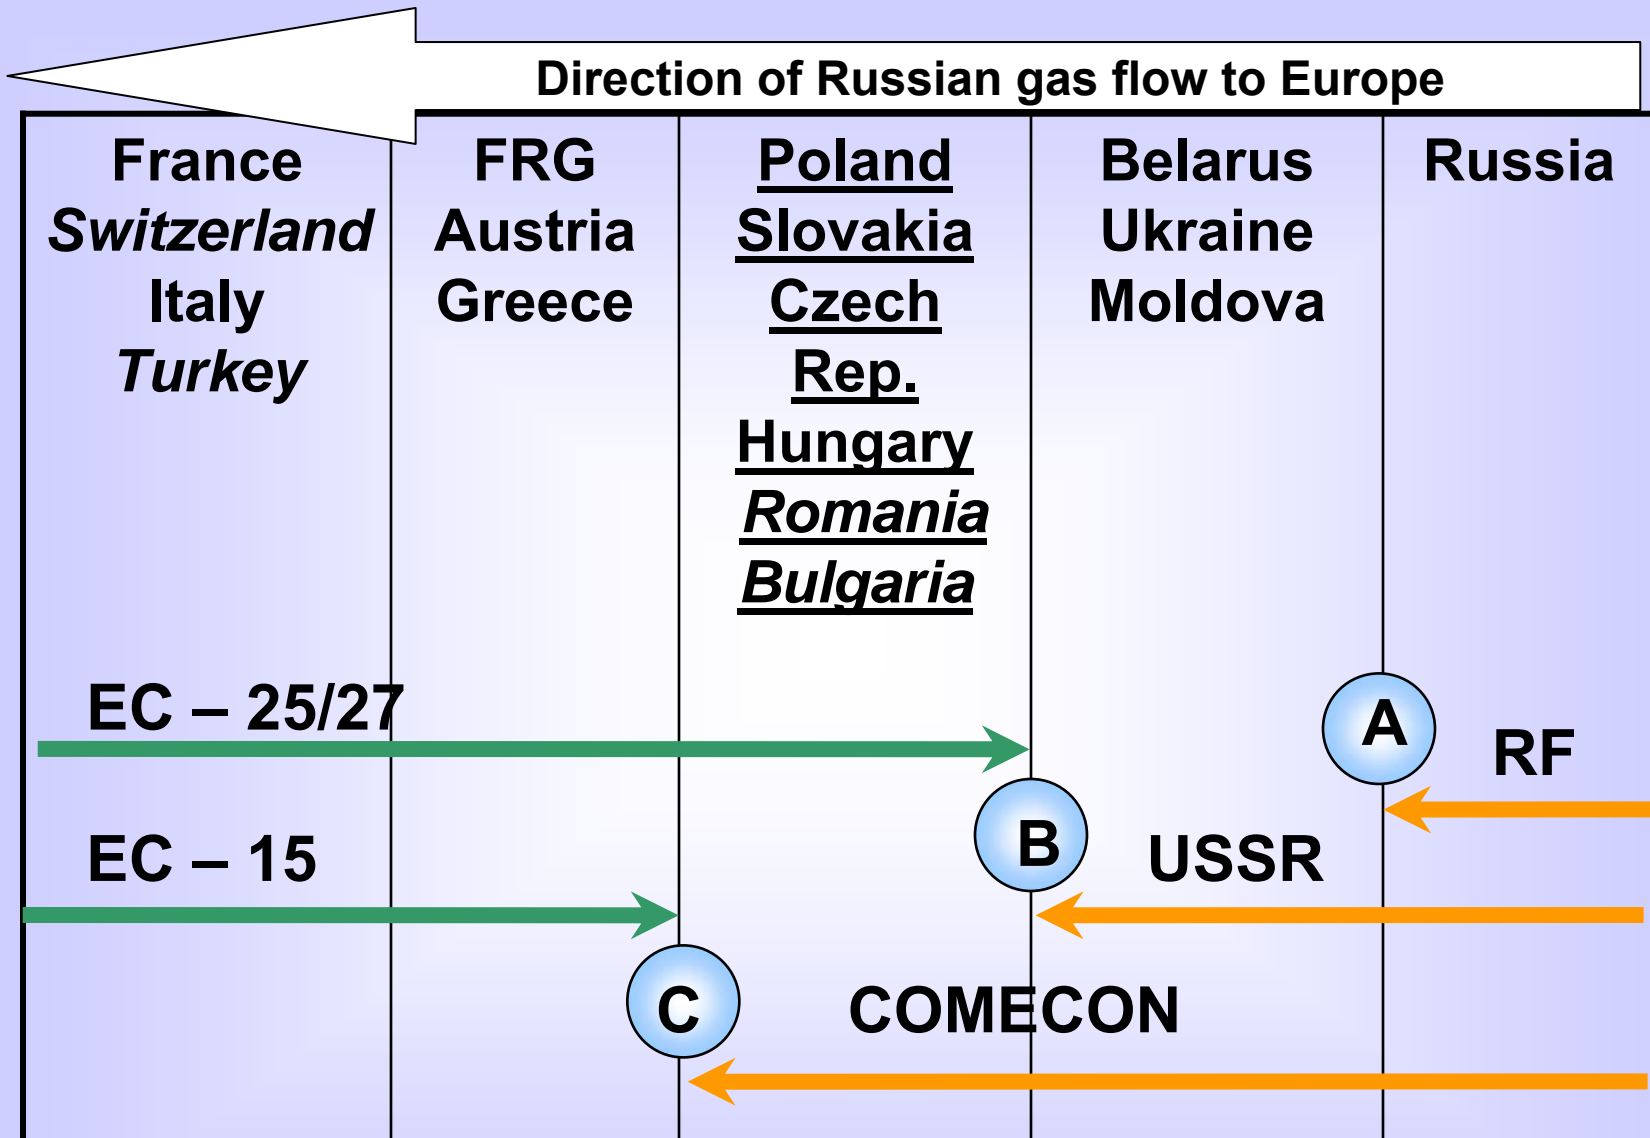 Direction of Russian gas flow to Europe
France
Switzerland
Italy
Turkey
FRG
Austria
Greece
Poland
Slovakia
Czech
Rep.
Hungary
Romania
Bulgaria
Belarus
Ukraine
Moldova
Russia
EC – 25/27
A
RF
EC – 15
B
USSR
C
COMECON